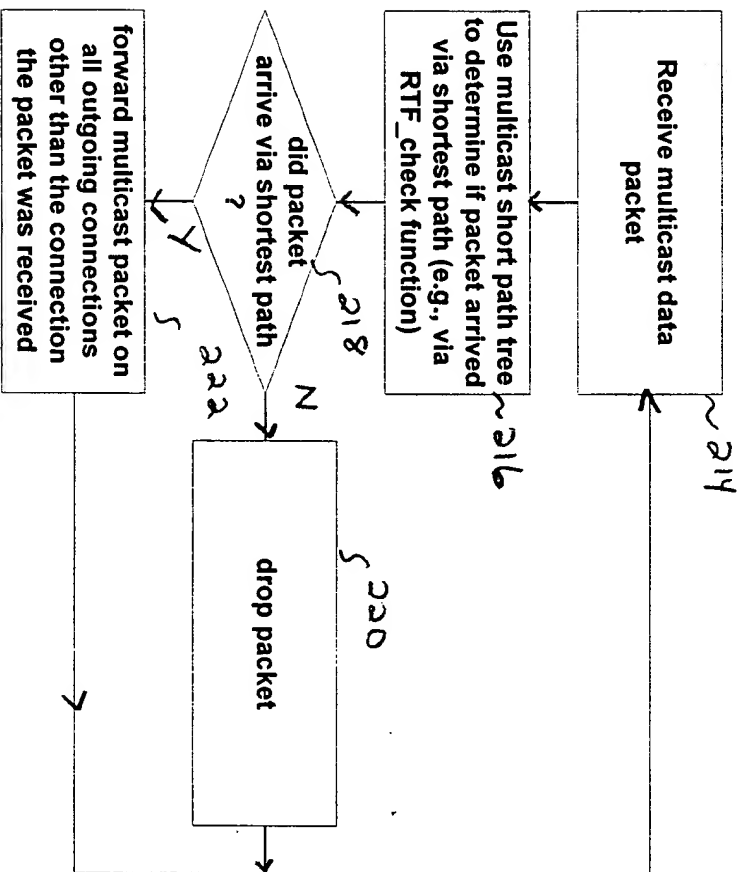 Receive multicast data
packet
214
Use multicast short path tree
to determine if packet arrived
via shortest path (e.g., via
RTF_check function)
216
did packet
arrive via shortest path
?
218
N
Y
drop packet
220
forward multicast packet on
all outgoing connections
other than the connection
the packet was received
222